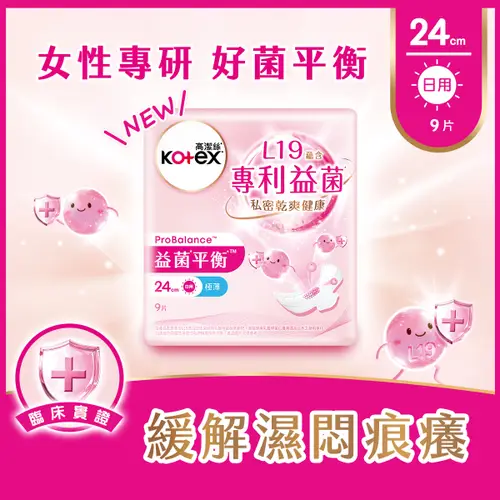 24cm
日用
9片
女性專研 好菌平衡
NEW
高潔絲
Kotex
L19 蘊含
專利益菌
私密乾爽健康
ProBalance™
益菌平衡™
24cm 日用 極薄
9片
L19
臨床實證
緩解濕悶痕癢